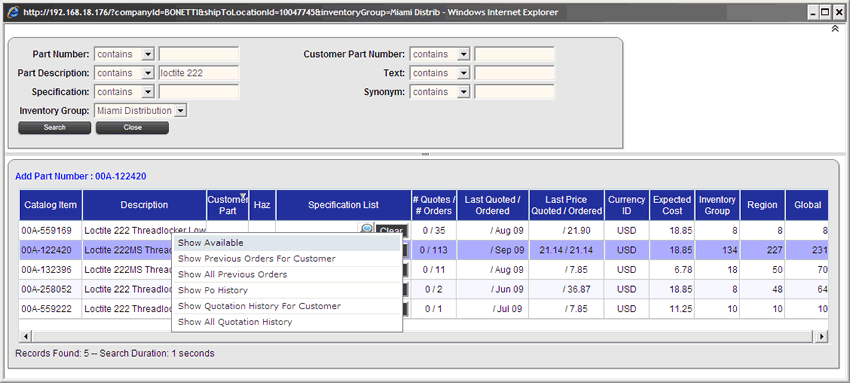 http://192.168.18.176/?companyId=BONETTI&shipToLocationId=10047745&inventoryGroup=Miami Distrib - Windows Internet Explorer
Part Number: contains Customer Part Number: contains
Part Description: contains loctite 222 Text: contains
Specification: contains Synonym: contains
Inventory Group: Miami Distribution
Search Close
Add Part Number : 00A-122420
Catalog Item Description Customer Part Haz Specification List # Quotes / # Orders Last Quoted / Ordered Last Price Quoted / Ordered Currency ID Expected Cost Inventory Group Region Global
00A-559169 Loctite 222 Threadlocker Low Clear 0 / 35 / Aug 09 / 21.90 USD 18.85 8 8 8
00A-122420 Loctite 222MS Threa 0 / 113 / Sep 09 21.14 / 21.14 USD 18.85 134 227 231
00A-132396 Loctite 222MS Threa 0 / 11 / Aug 09 / 7.85 USD 6.78 18 50 70
00A-258052 Loctite 222 Threadlo 0 / 2 / Jun 09 / 36.87 USD 18.85 8 48 64
00A-559222 Loctite 222 Threadlo 0 / 1 / Jul 09 / 7.85 USD 11.25 10 10 10
Show Available
Show Previous Orders For Customer
Show All Previous Orders
Show Po History
Show Quotation History For Customer
Show All Quotation History
Records Found: 5 -- Search Duration: 1 seconds